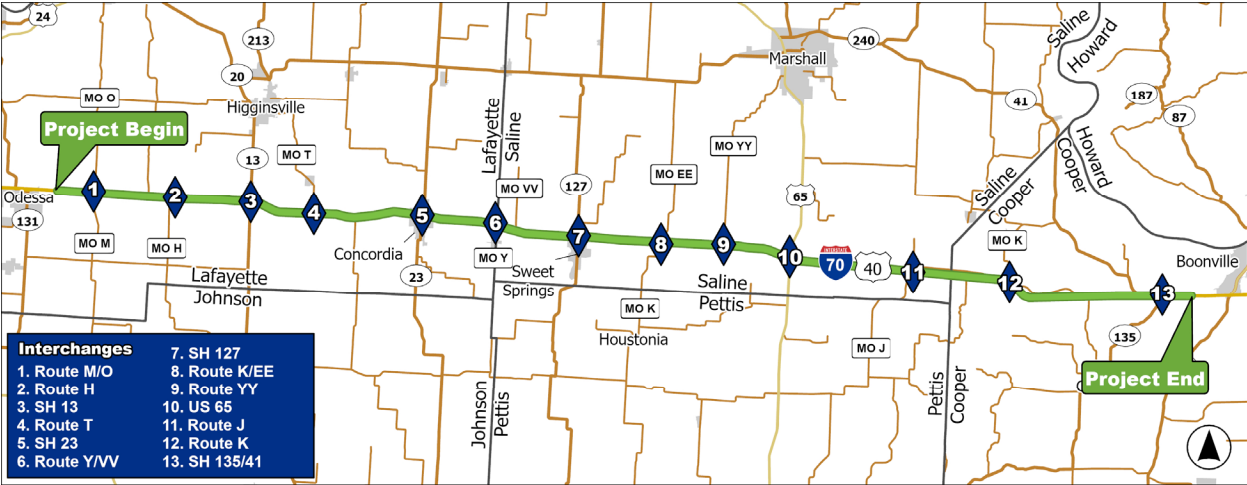 24
213
240
Marshall
20
Higginsville
MO O
41
187
87
Saline
Howard
Project Begin
Lafayette
Saline
MO T
13
MO YY
MO EE
MO VV
127
65
Howard
Cooper
Saline
Cooper
Odessa
131
1
2
3
4
5
6
7
8
9
10
INTERSTATE
70
40
11
12
13
MO M
MO H
Concordia
23
MO Y
Sweet
Springs
MO K
Boonville
Lafayette
Johnson
Saline
Pettis
MO K
Houstonia
MO J
135
Project End
Johnson
Pettis
Pettis
Cooper
Interchanges
1. Route M/O
2. Route H
3. SH 13
4. Route T
5. SH 23
6. Route Y/VV
7. SH 127
8. Route K/EE
9. Route YY
10. US 65
11. Route J
12. Route K
13. SH 135/41